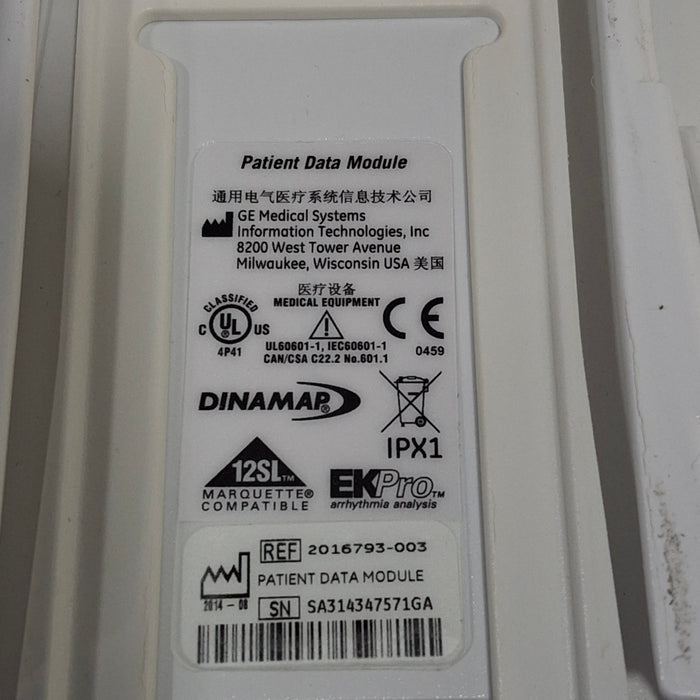 Patient Data Module
通用电气医疗系统信息技术公司
GE Medical Systems
Information Technologies, Inc
8200 West Tower Avenue
Milwaukee, Wisconsin USA 美国
医疗设备
MEDICAL EQUIPMENT
CLASSIFIED
C UL US
4P41
UL60601-1, IEC60601-1
CAN/CSA C22.2 No.601.1
CE
0459
DINAMAP®
IPX1
12SL™
MARQUETTE®
COMPATIBLE
EKPro™
arrhythmia analysis
REF 2016793-003
PATIENT DATA MODULE
2014-08
SN SA314347571GA